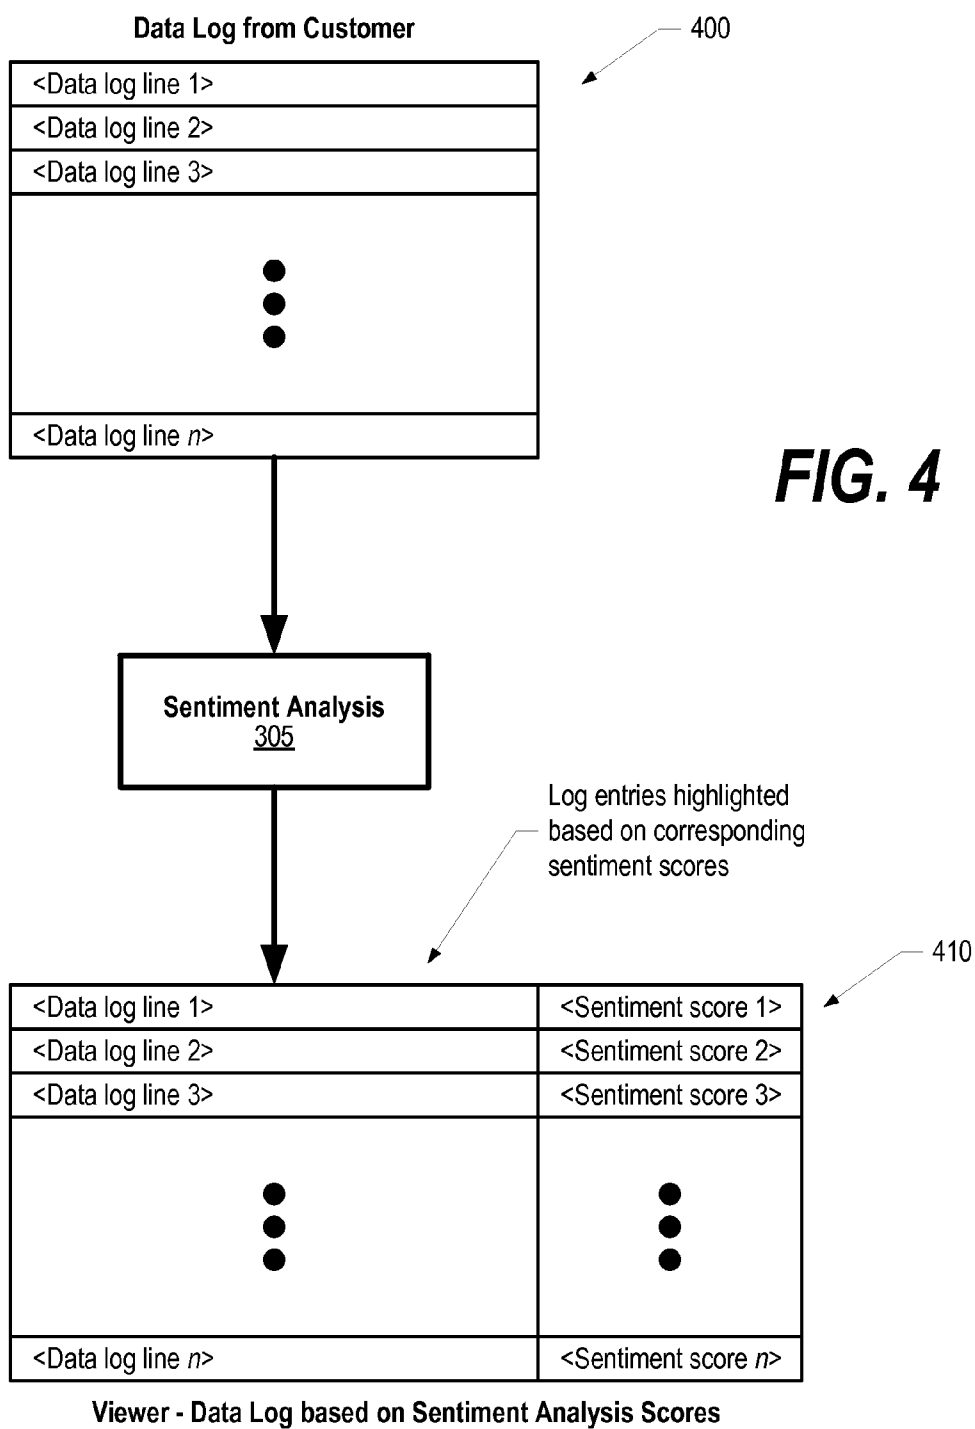 Data Log from Customer
400
<Data log line 1>
<Data log line 2>
<Data log line 3>
<Data log line n>
FIG. 4
Sentiment Analysis
305
Log entries highlighted
based on corresponding
sentiment scores
410
<Data log line 1> <Sentiment score 1>
<Data log line 2> <Sentiment score 2>
<Data log line 3> <Sentiment score 3>
<Data log line n> <Sentiment score n>
Viewer - Data Log based on Sentiment Analysis Scores